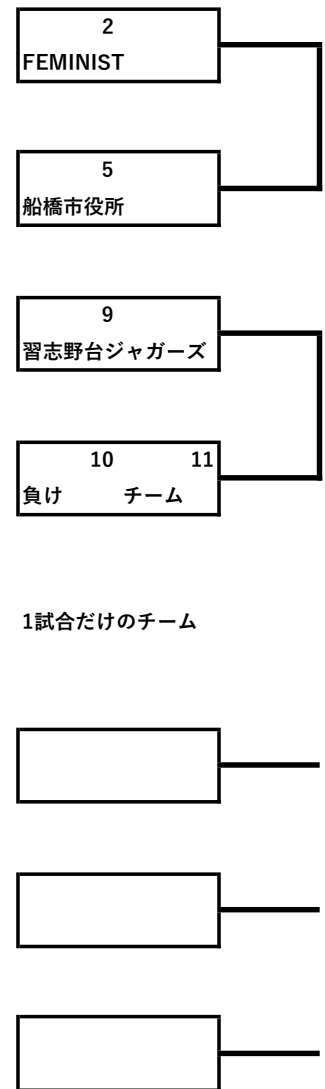 2
FEMINIST
5
船橋市役所
9
習志野台ジャガーズ
10 11
負け チーム
1試合だけのチーム